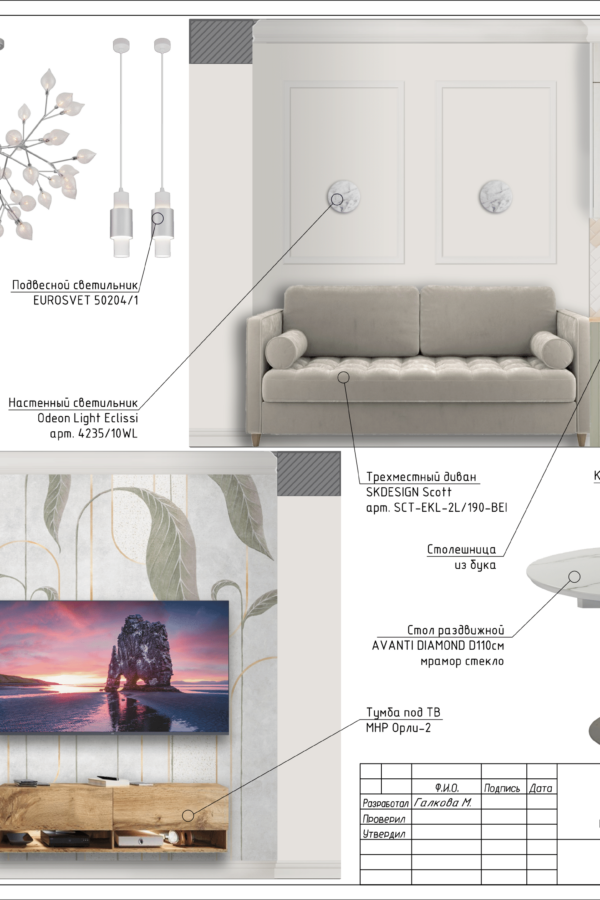 Подвесной светильник
EUROSVET 50204/1
Настенный светильник
Odeon Light Eclissi
арт. 4235/10WL
Трехместный диван
SKDESIGN Scott
арт. SCT-EKL-2L/190-BEI
К
Столешница
из бука
Стол раздвижной
AVANTI DIAMOND D110см
мрамор стекло
Тумба под ТВ
МНР Орли-2
Ф.И.О. Подпись Дата
Разработал Галкова М.
Проверил
Утвердил